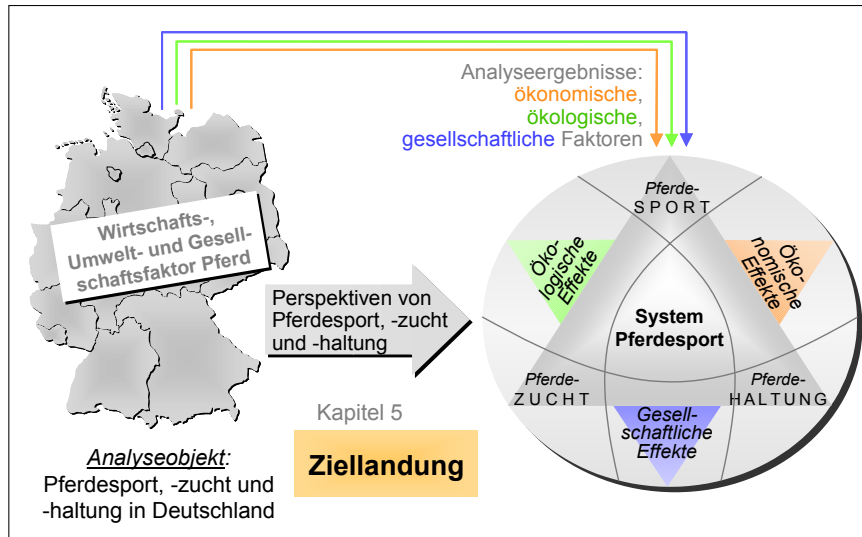 Analyseergebnisse:
ökonomische,
ökologische,
gesellschaftliche Faktoren
Wirtschafts-,
Umwelt- und Gesell-
schaftsfaktor Pferd
Perspektiven von
Pferdesport, -zucht
und -haltung
Kapitel 5
Ziellandung
Analyseobjekt:
Pferdesport, -zucht und
-haltung in Deutschland
Pferde-
SPORT
Öko-
logische
Effekte
Öko-
nomische
Effekte
System
Pferdesport
Pferde-
ZUCHT
Pferde-
HALTUNG
Gesell-
schaftliche
Effekte